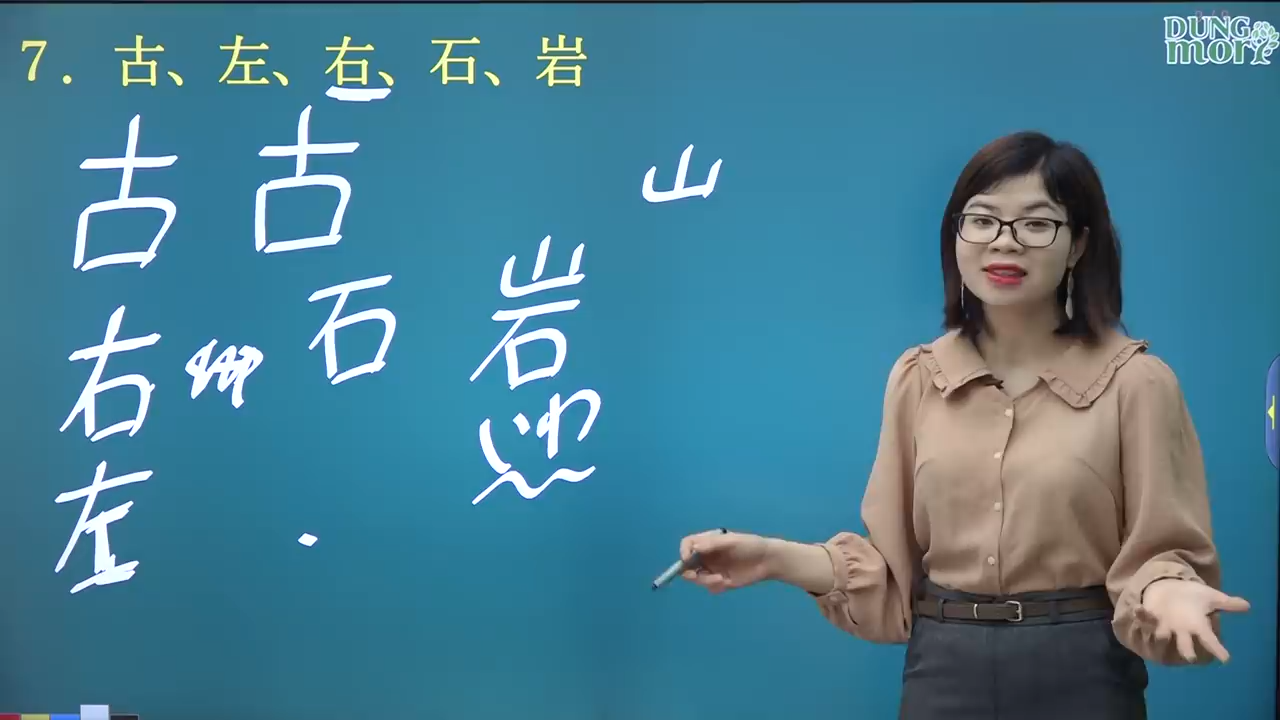 7. 古、左、右、石、岩
DUNG
mori
古 古
山
岩
石
右
左